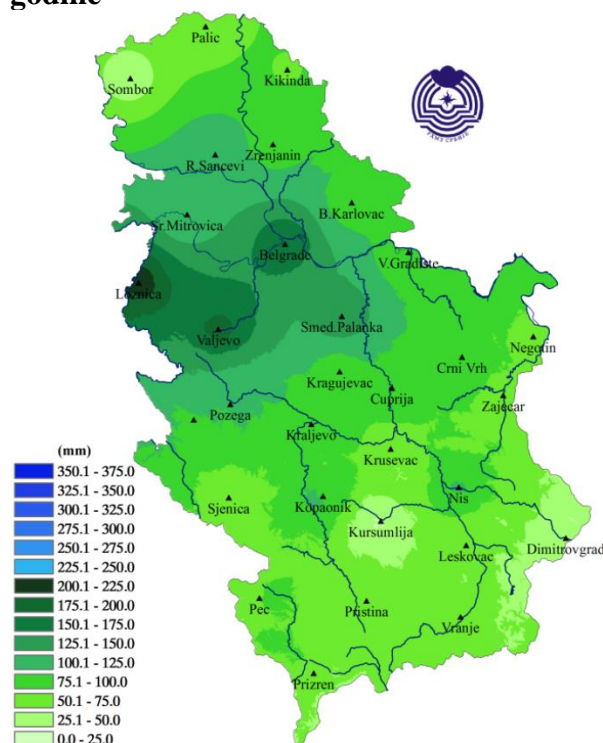 godine
Palic
Sombor
Kikinda
Zrenjanin
R.Sancevi
B.Karlovac
Sr.Mitrovica
Belgrade
V.Gradiste
Loznica
Smed.Palanka
Valjevo
Negotin
Crni Vrh
Kragujevac
Cuprija
Zajecar
Pozega
Kraljevo
Krusevac
(mm)
350.1 - 375.0
325.1 - 350.0
300.1 - 325.0
275.1 - 300.0
250.1 - 275.0
225.1 - 250.0
200.1 - 225.0
175.1 - 200.0
150.1 - 175.0
125.1 - 150.0
100.1 - 125.0
75.1 - 100.0
50.1 - 75.0
25.1 - 50.0
0.0 - 25.0
Sjenica
Kopaonik
Nis
Kursumlija
Leskovac
Dimitrovgrad
Pec
Pristina
Vranje
Prizren